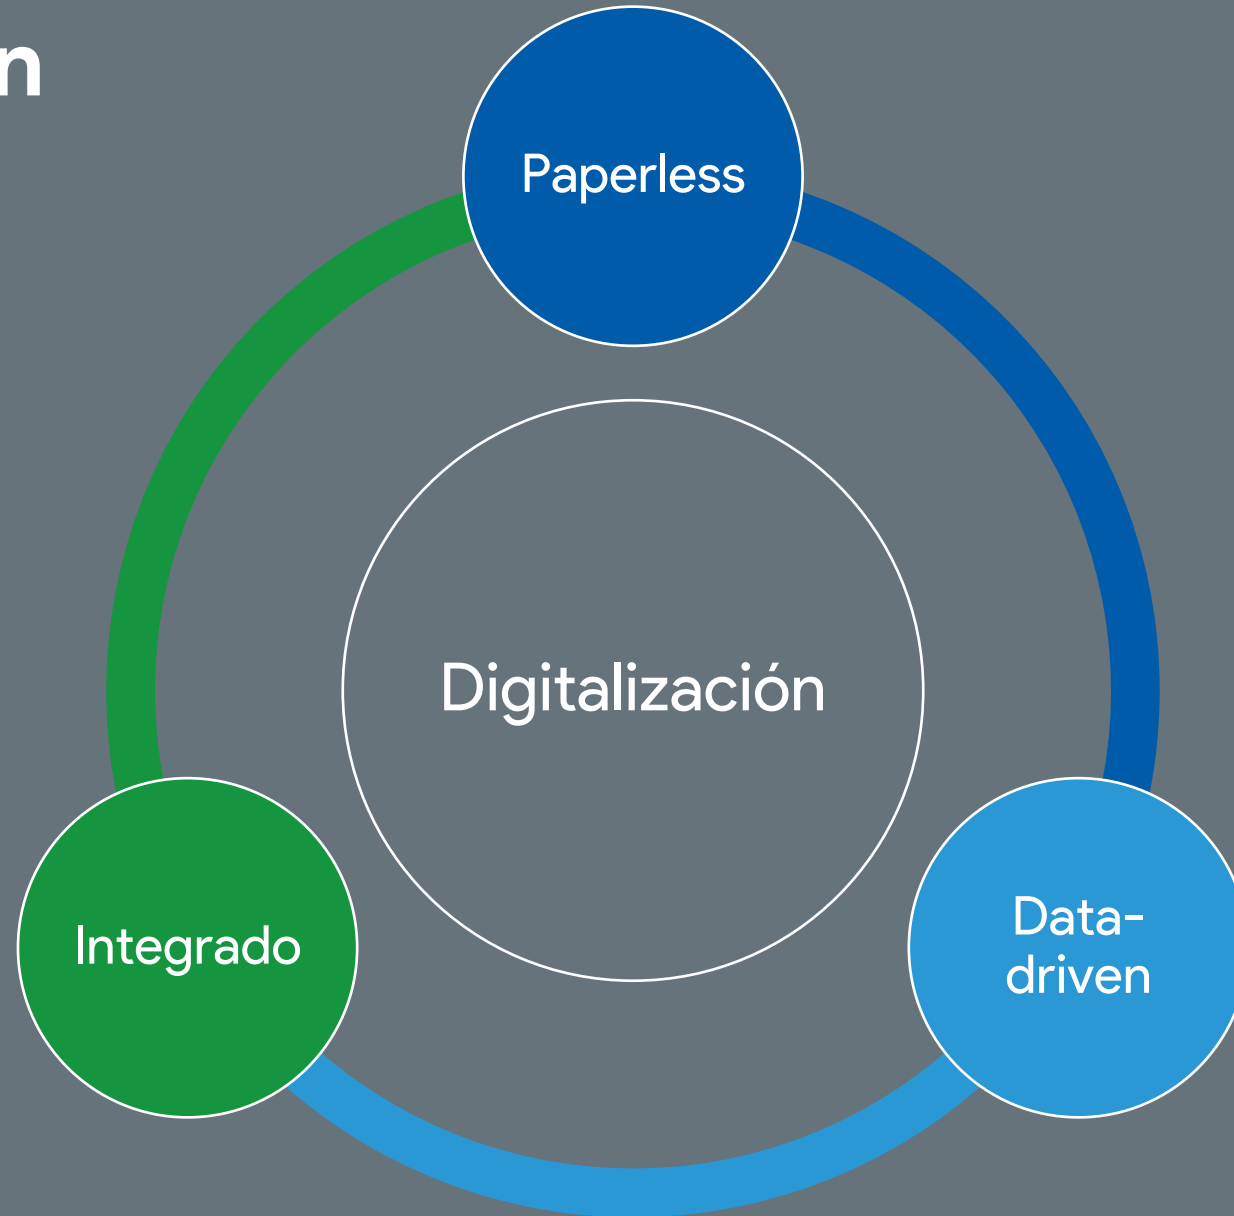 n
Paperless
Digitalización
Integrado
Data-
driven